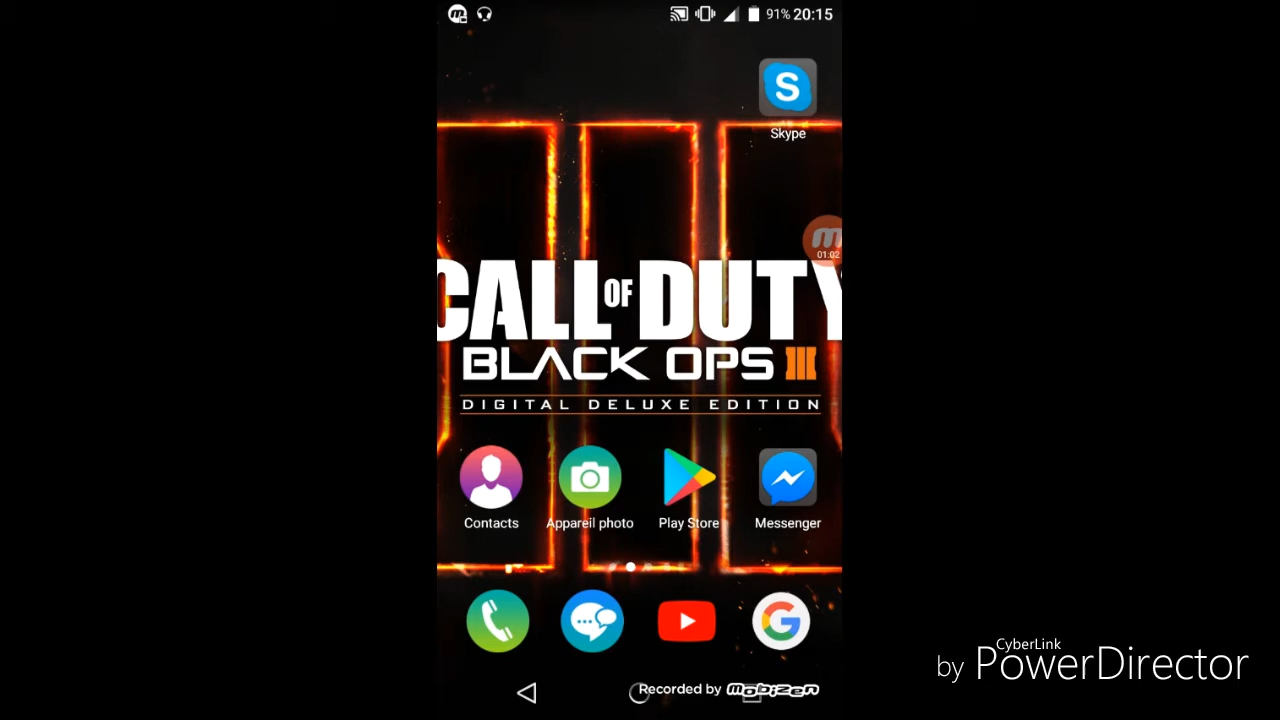 91% 20:15
S
Skype
m
01:02
CALL OF DUTY
BLACK OPS III
DIGITAL DELUXE EDITION
Contacts
Appareil photo
Play Store
Messenger
G
CyberLink
by PowerDirector
Recorded by mobizen